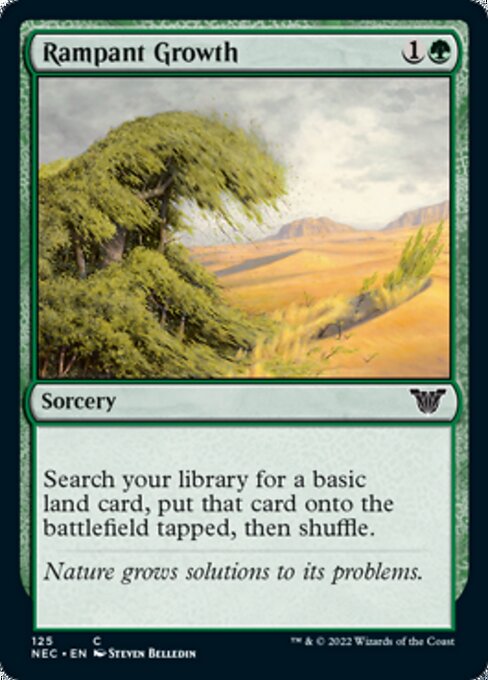 Rampant Growth 1
Sorcery
Search your library for a basic
land card, put that card onto the
battlefield tapped, then shuffle.
Nature grows solutions to its problems.
125 C
NEC • EN Steven Belledin
™ & © 2022 Wizards of the Coast